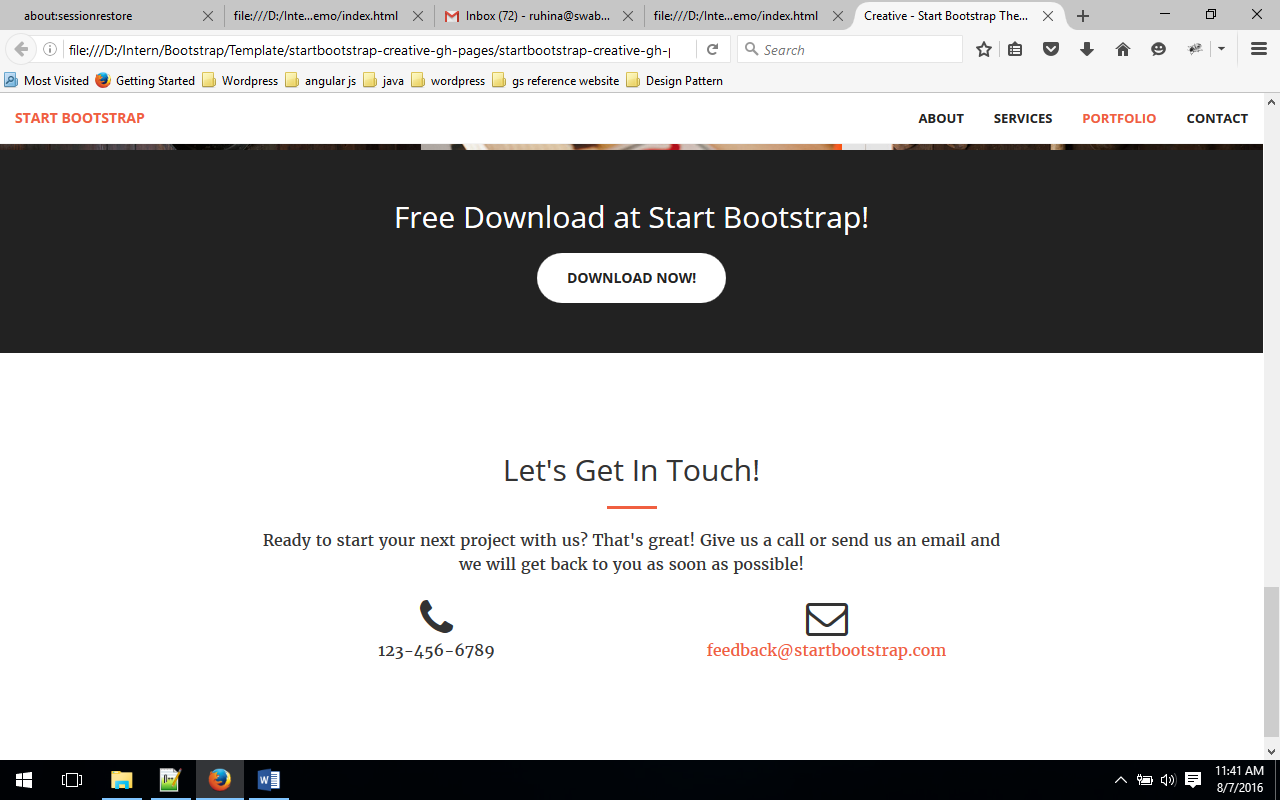 about:sessionrestore
file:///D:/Inte...emo/index.html
Inbox (72) - ruhina@swab...
file:///D:/Inte...emo/index.html
Creative - Start Bootstrap The...
file:///D:/Intern/Bootstrap/Template/startbootstrap-creative-gh-pages/startbootstrap-creative-gh-p
Search
Most Visited Getting Started Wordpress angular js java wordpress gs reference website Design Pattern
START BOOTSTRAP
ABOUT SERVICES PORTFOLIO CONTACT
Free Download at Start Bootstrap!
DOWNLOAD NOW!
Let's Get In Touch!
Ready to start your next project with us? That's great! Give us a call or send us an email and
we will get back to you as soon as possible!
123-456-6789
feedback@startbootstrap.com
11:41 AM
8/7/2016